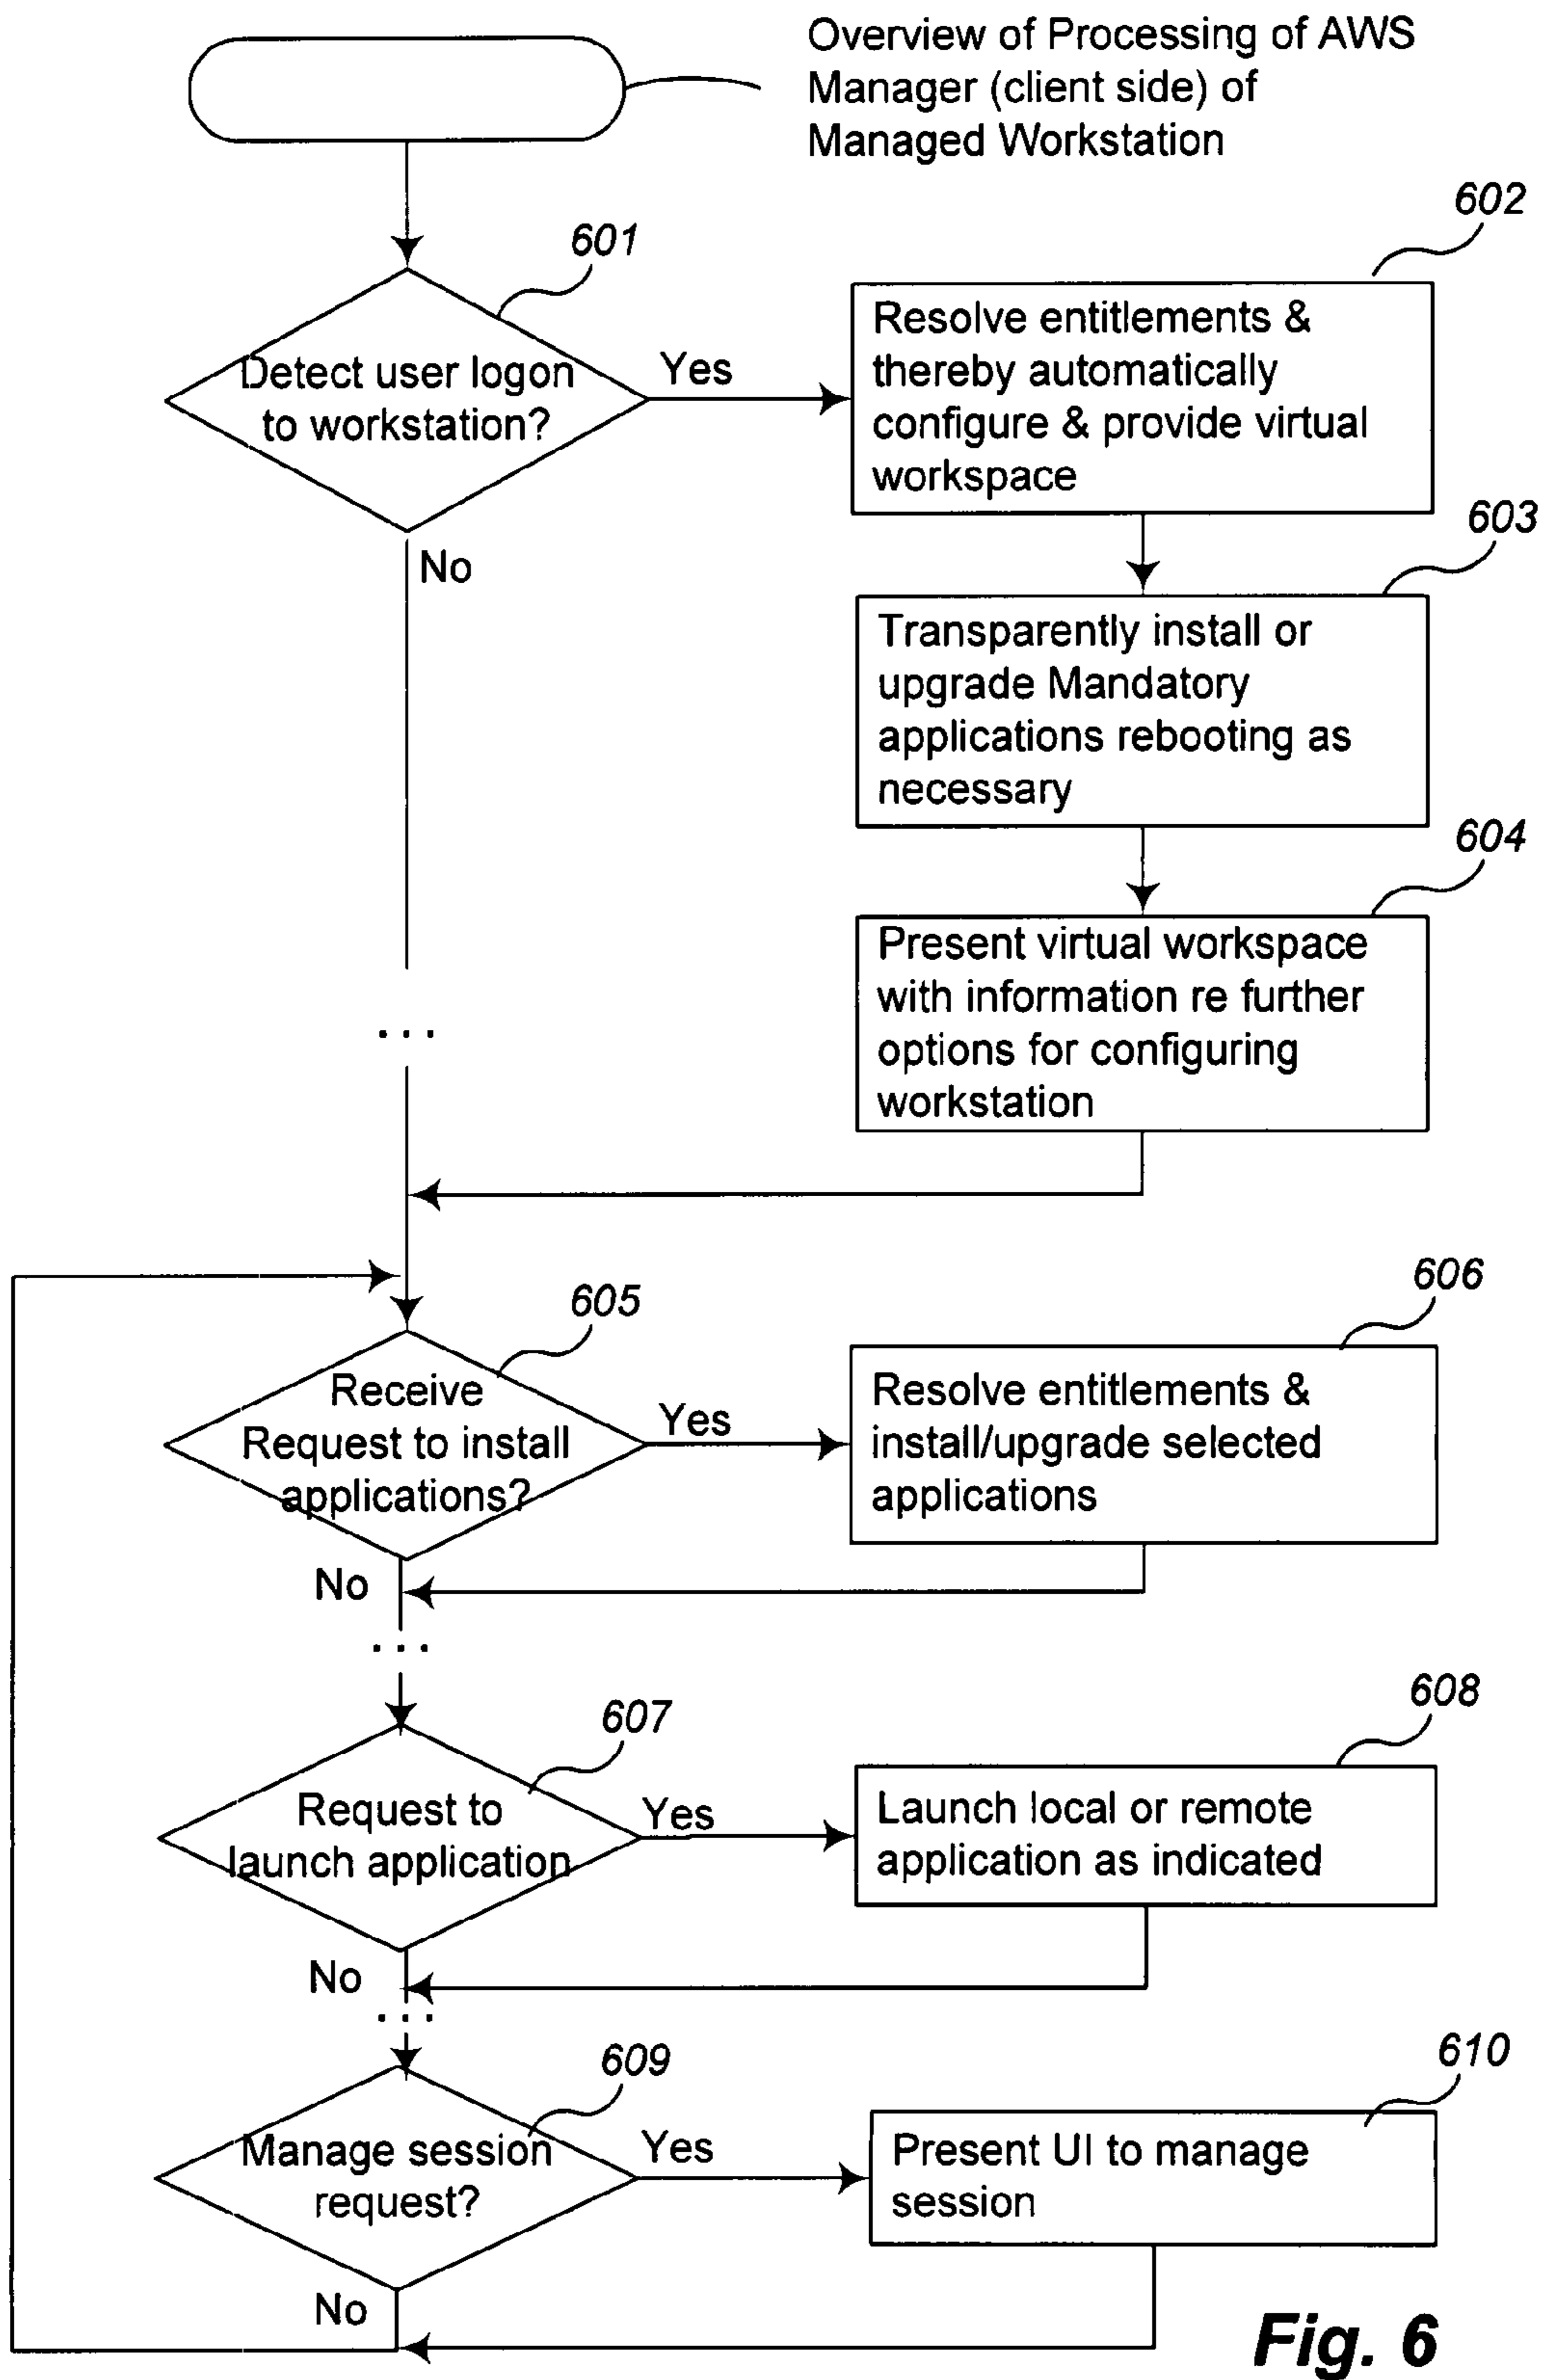 Overview of Processing of AWS
Manager (client side) of
Managed Workstation
601
Detect user logon
to workstation?
Yes
No
602
Resolve entitlements &
thereby automatically
configure & provide virtual
workspace
603
Transparently install or
upgrade Mandatory
applications rebooting as
necessary
604
Present virtual workspace
with information re further
options for configuring
workstation
...
605
Receive
Request to install
applications?
Yes
No
606
Resolve entitlements &
install/upgrade selected
applications
...
607
Request to
launch application
Yes
No
608
Launch local or remote
application as indicated
...
609
Manage session
request?
Yes
No
610
Present UI to manage
session
Fig. 6